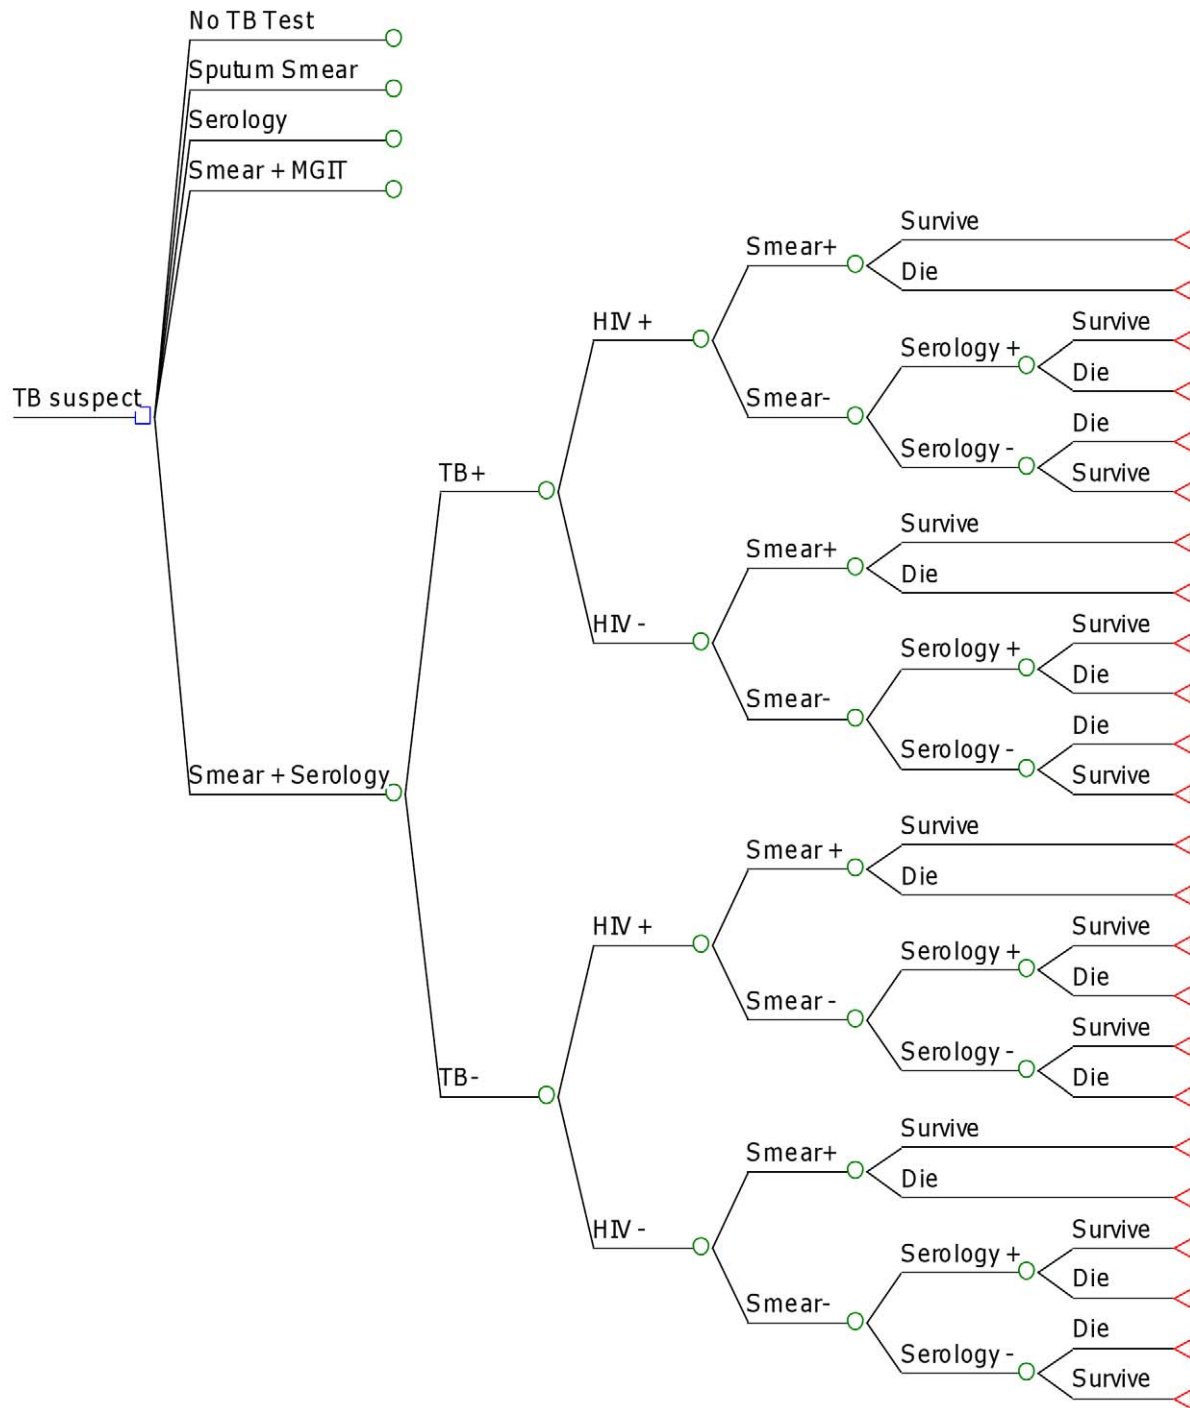 No TB Test
Sputum Smear
Serology
Smear + MGIT
Survive
Smear+
Die
HIV +
Survive
Serology +
Die
Smear-
TB suspect
Die
Serology -
Survive
TB+
Survive
Smear+
Die
HIV -
Survive
Serology +
Die
Smear-
Die
Serology -
Survive
Smear + Serology
Survive
Smear +
Die
HIV +
Survive
Serology +
Die
Smear -
Survive
Serology -
Die
TB-
Survive
Smear+
Die
HIV -
Survive
Serology +
Die
Smear-
Die
Serology -
Survive